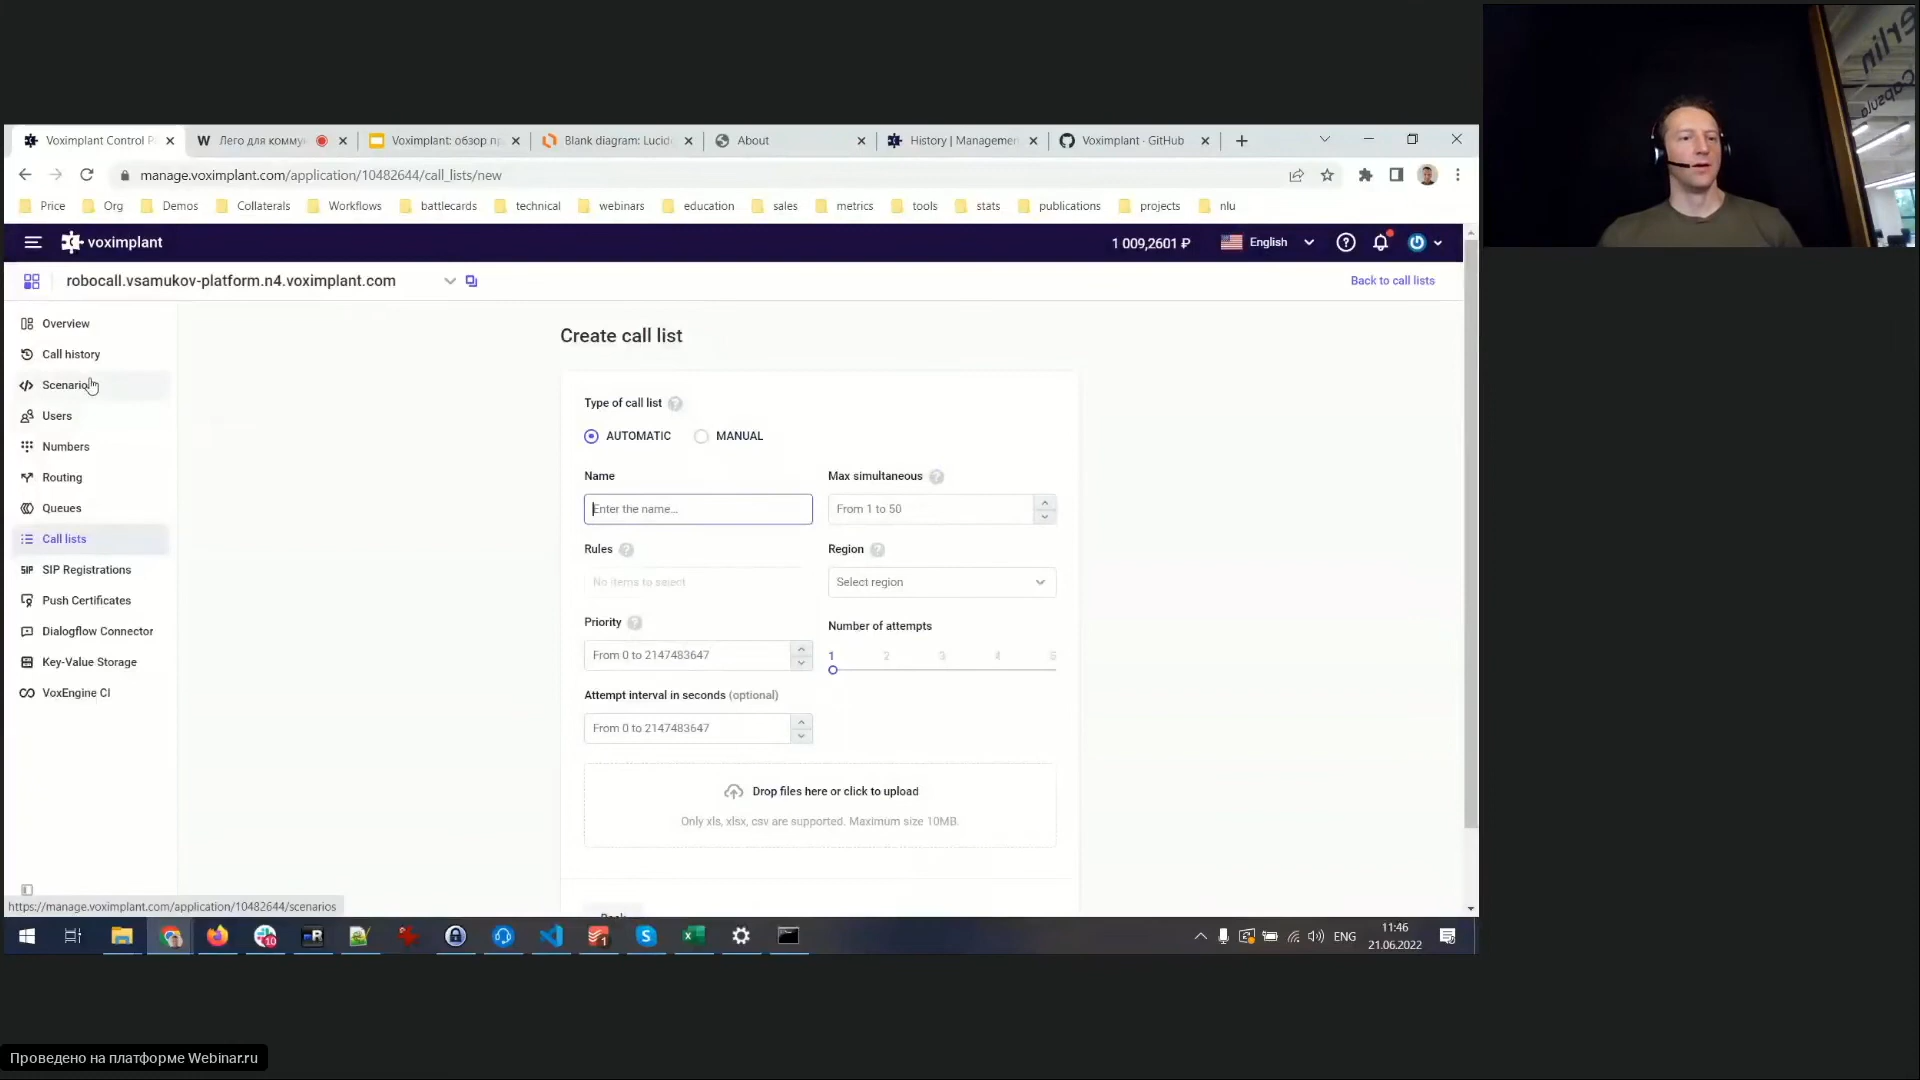 Voximplant Control P
Лего для комму
Voximplant: обзор п
Blank diagram: Lucid
About
History | Managemen
Voximplant · GitHub
manage.voximplant.com/application/10482644/call_lists/new
Price
Org
Demos
Collaterals
Workflows
battlecards
technical
webinars
education
sales
metrics
tools
stats
publications
projects
nlu
voximplant
1 009,2601 ₽
English
robocall.vsamukov-platform.n4.voximplant.com
Back to call lists
Overview
Call history
Scenario
Users
Numbers
Routing
Queues
Call lists
SIP Registrations
Push Certificates
Dialogflow Connector
Key-Value Storage
VoxEngine CI
Create call list
Type of call list
AUTOMATIC
MANUAL
Name
Max simultaneous
Enter the name...
From 1 to 50
Rules
Region
No items to select
Select region
Priority
Number of attempts
From 0 to 2147483647
1 2 3 4 5
Attempt interval in seconds (optional)
From 0 to 2147483647
Drop files here or click to upload
Only xls, xlsx, csv are supported. Maximum size 10MB.
https://manage.voximplant.com/application/10482644/scenarios
ENG
11:46
21.06.2022
Проведено на платформе Webinar.ru
erlin
Capsula